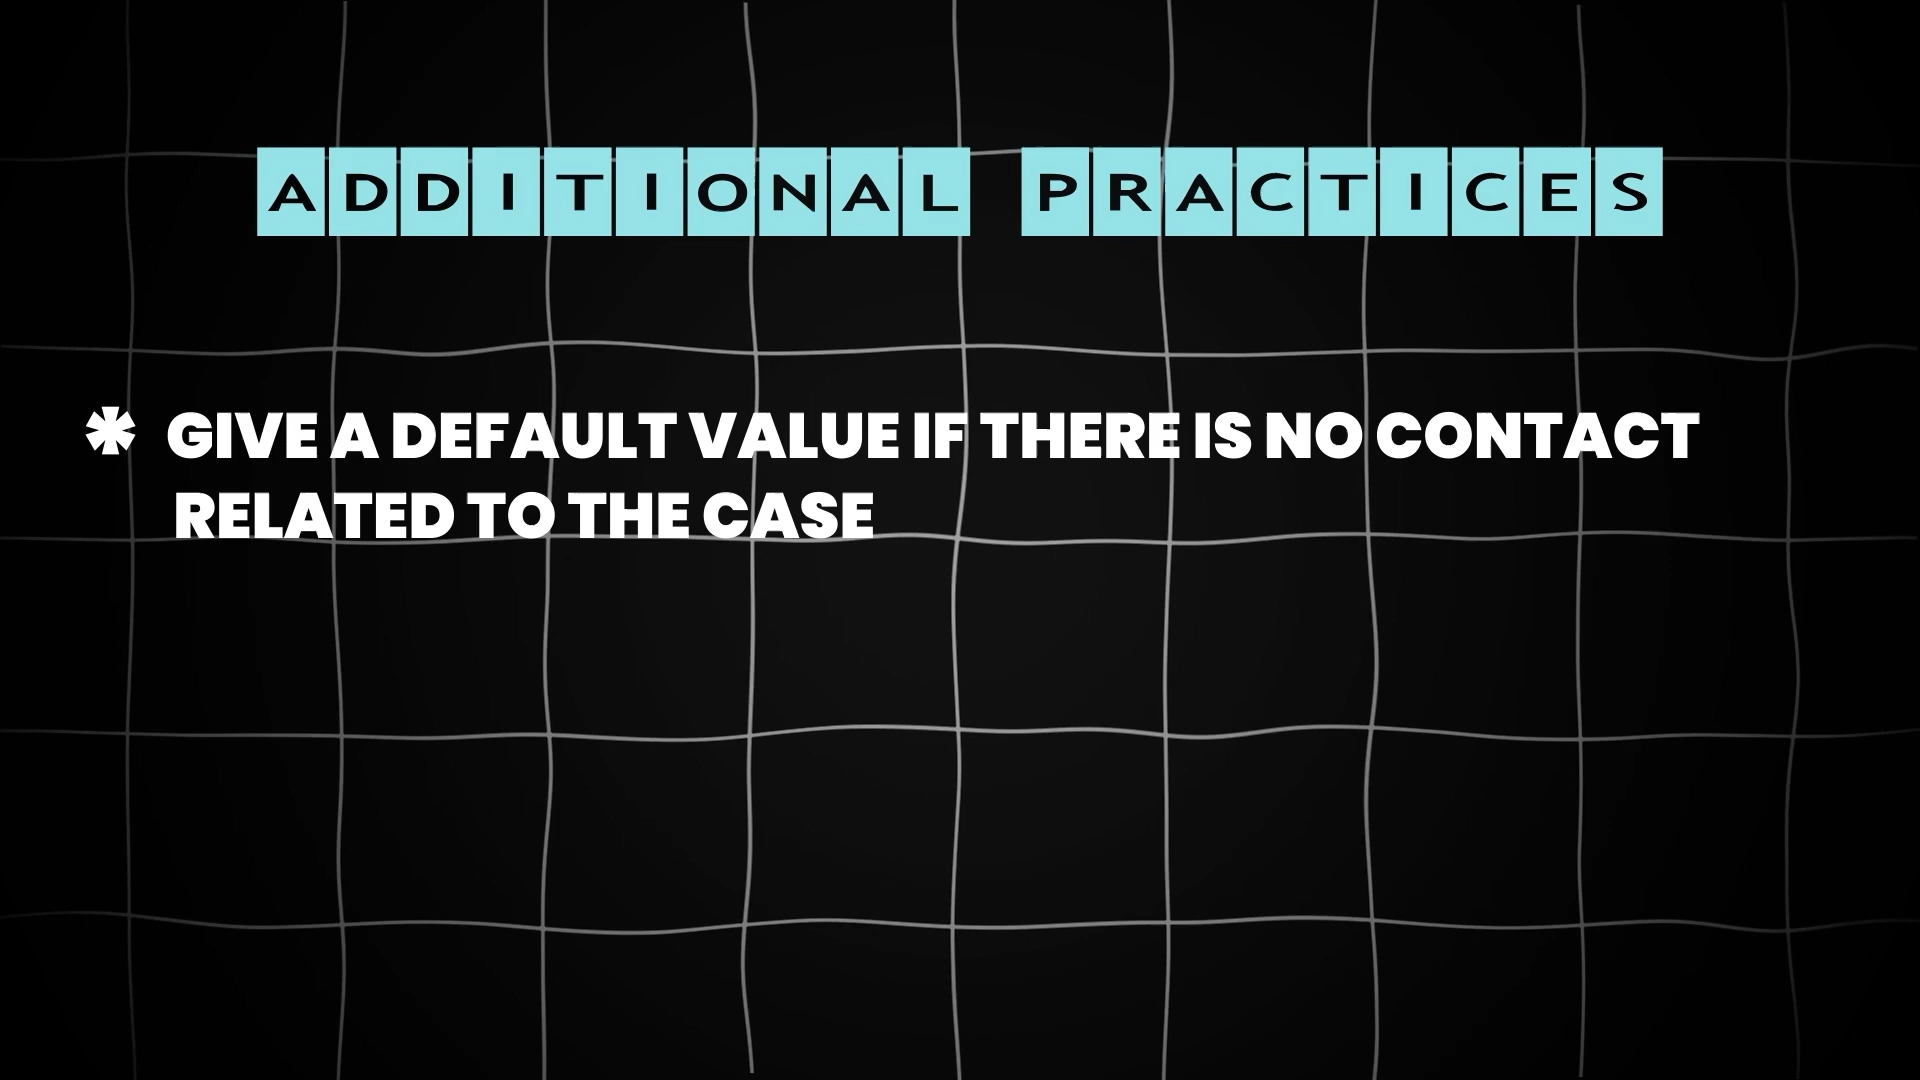 ADDITIONAL PRACTICES
* GIVE A DEFAULT VALUE IF THERE IS NO CONTACT
RELATED TO THE CASE